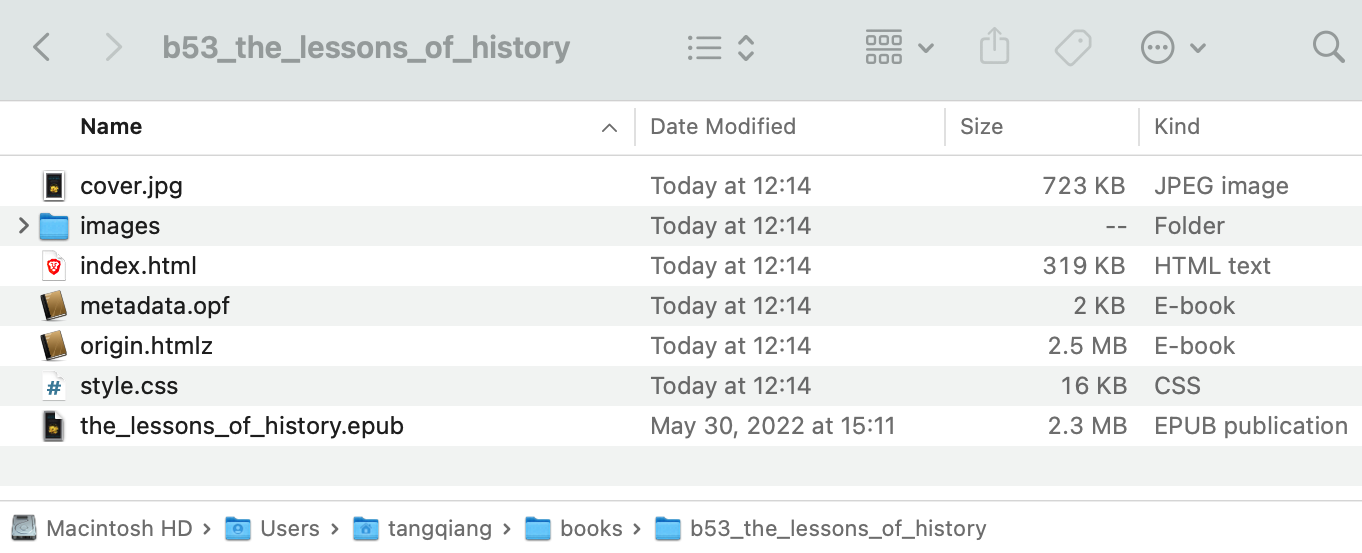 b53_the_lessons_of_history
Name Date Modified Size Kind
cover.jpg Today at 12:14 723 KB JPEG image
images Today at 12:14 -- Folder
index.html Today at 12:14 319 KB HTML text
metadata.opf Today at 12:14 2 KB E-book
origin.htmlz Today at 12:14 2.5 MB E-book
# style.css Today at 12:14 16 KB CSS
the_lessons_of_history.epub May 30, 2022 at 15:11 2.3 MB EPUB publication
Macintosh HD › Users › tangqiang › books › b53_the_lessons_of_history